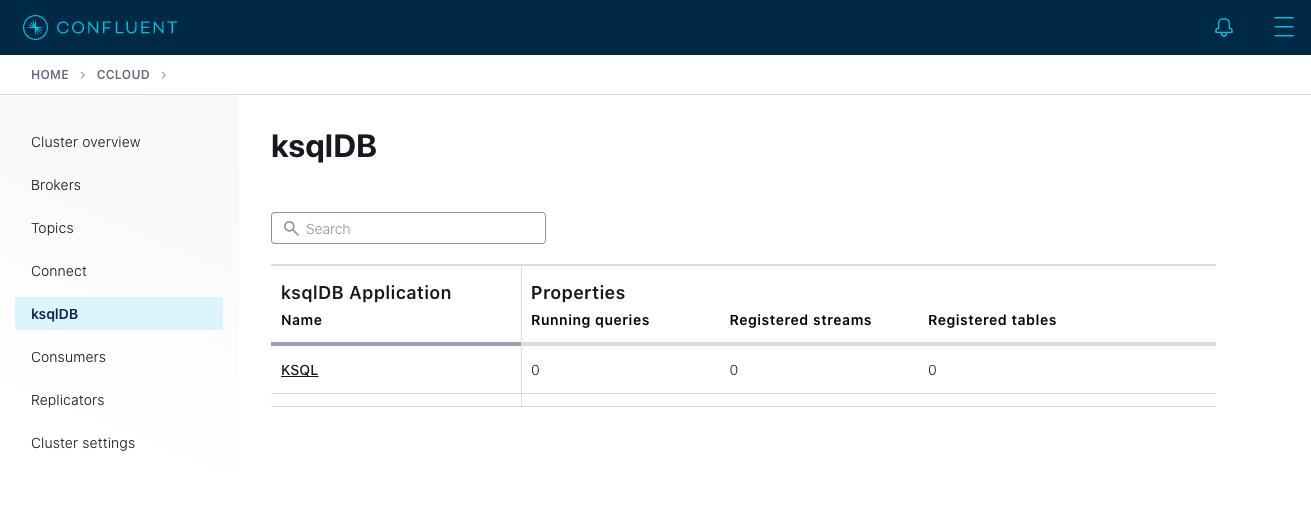 CONFLUENT
HOME > CCLOUD >
Cluster overview
Brokers
Topics
Connect
ksqlDB
Consumers
Replicators
Cluster settings
ksqlDB
Search
ksqlDB Application Properties
Name Running queries Registered streams Registered tables
KSQL 0 0 0